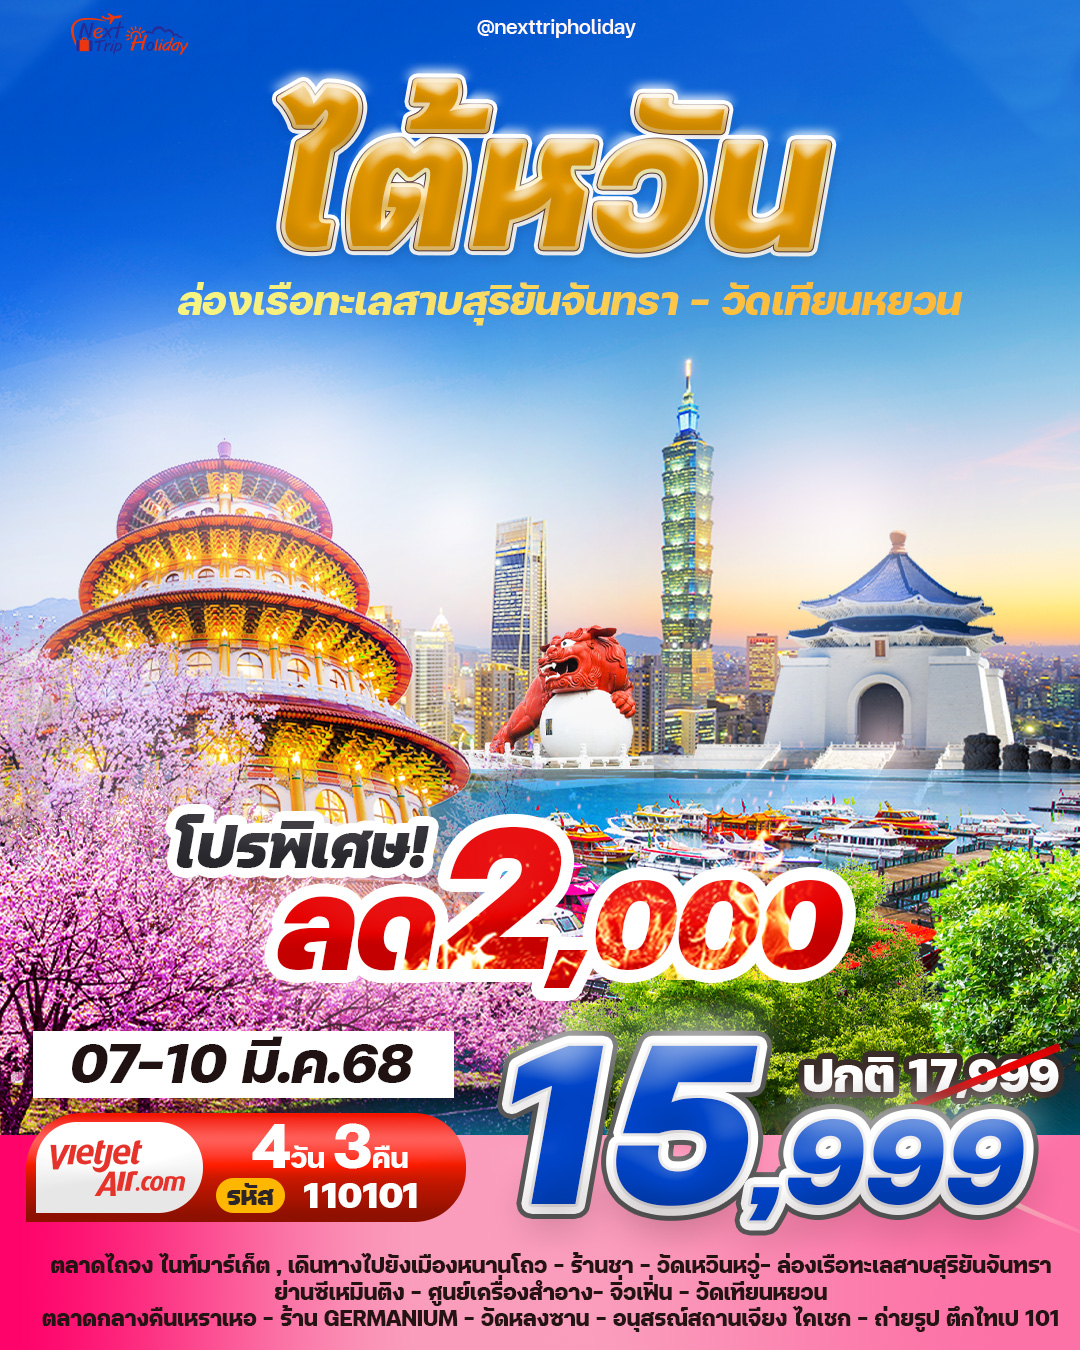 Next Trip Holiday
@nexttripholiday
ไต้หวัน
ล่องเรือทะเลสาบสุริยันจันทรา - วัดเทียนหยวน
โปรพิเศษ!
ลด 2,000
07-10 มี.ค.68
ปกติ 17,999
15,999
vietjet Air.com
4วัน 3คืน
รหัส 110101
ตลาดไถจง ไนท์มาร์เก็ต , เดินทางไปยังเมืองหนานโถว - ร้านชา - วัดเหวินหวู่- ล่องเรือทะเลสาบสุริยันจันทรา
ย่านซีเหมินติง - ศูนย์เครื่องสำอาง- จิ่วเฟิ่น - วัดเทียนหยวน
ตลาดกลางคืนเหราเหอ - ร้าน GERMANIUM - วัดหลงซาน - อนุสรณ์สถานเจียง ไคเชก - ถ่ายรูป ตึกไทเป 101